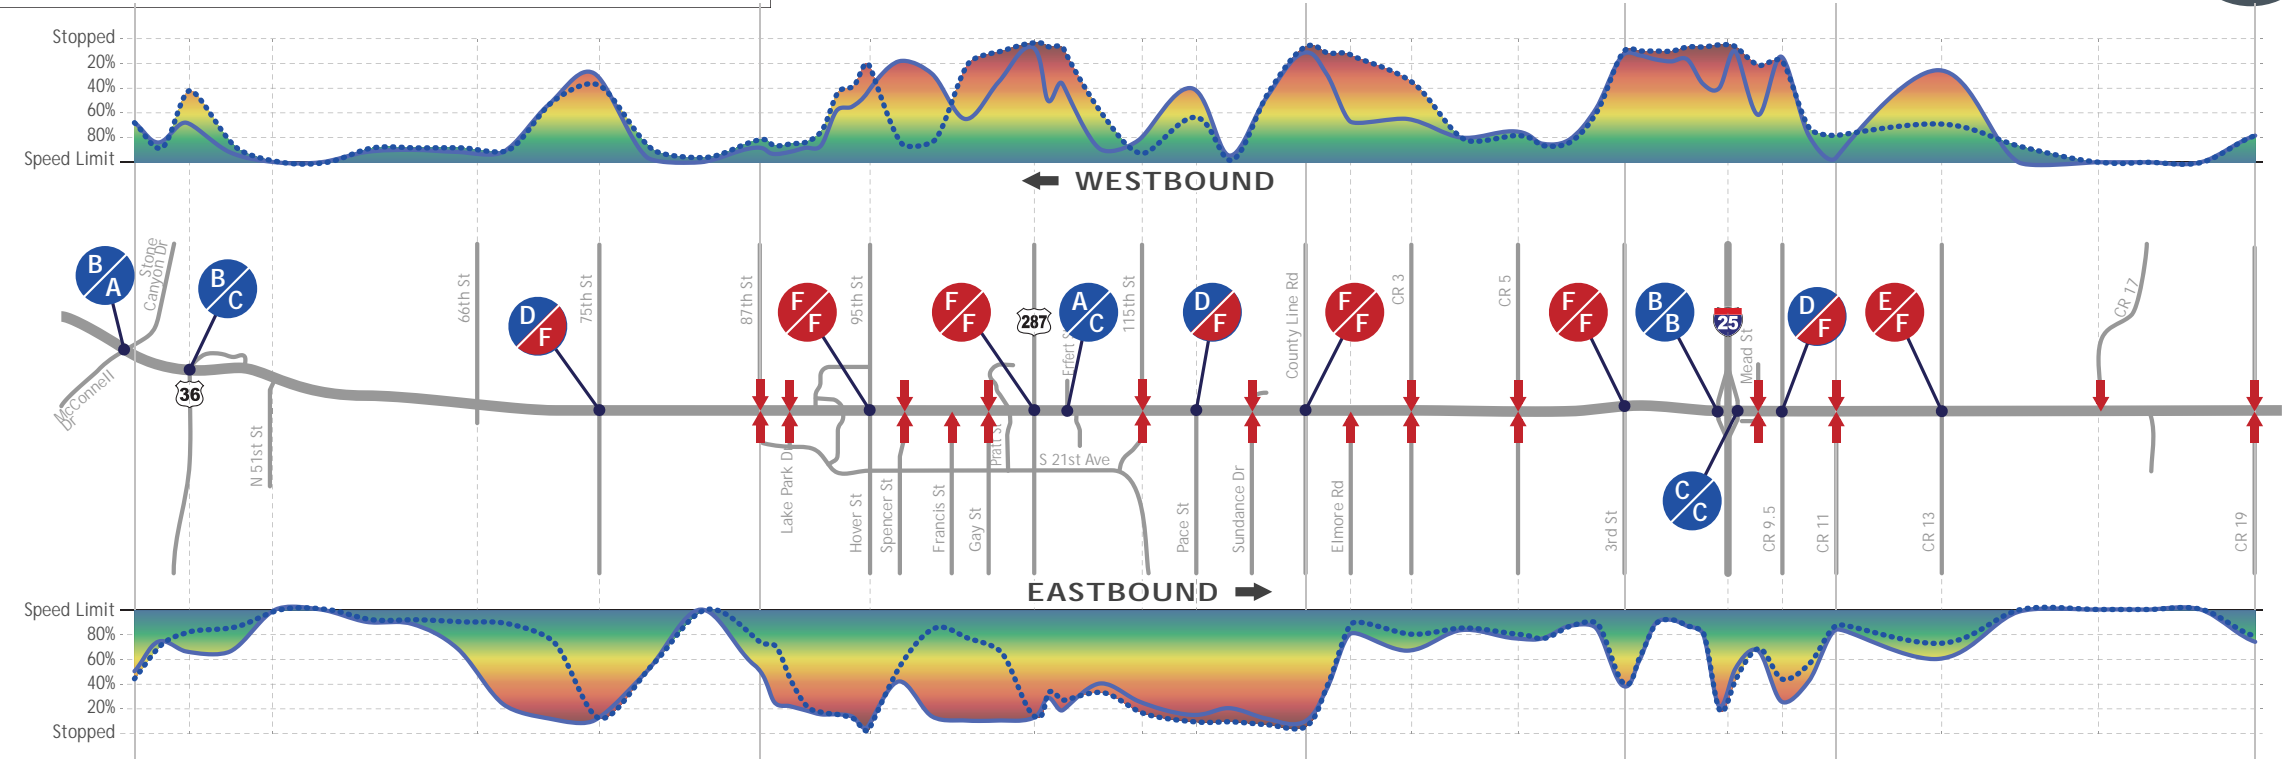 Stopped
20%
40%
60%
80%
Speed Limit
WESTBOUND
B
A
Stone
Canyon Dr
B
C
McConnell
Dr
36
N 51st St
66th St
D
F
75th St
87th St
F
F
95th St
F
F
287
A
C
Erfert S
115th St
D
F
County Line Rd
F
F
CR 3
CR 5
F
F
B
B
25
Mead St
D
F
E
F
CR 17
Lake Park Dr
Hover St
Spencer St
Francis St
Gay St
Pratt St
S 21st Ave
Pace St
Sundance Dr
Elmore Rd
3rd St
C
C
CR 9.5
CR 11
CR 13
CR 19
EASTBOUND
Speed Limit
80%
60%
40%
20%
Stopped